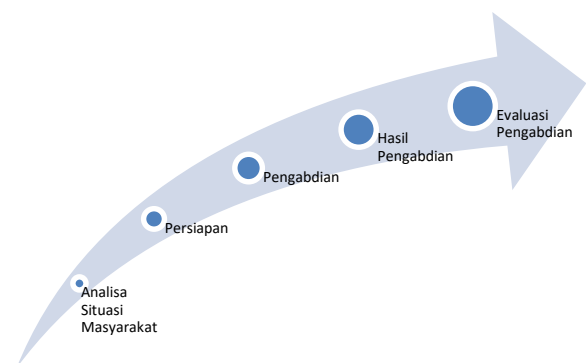 Analisa
Situasi
Masyarakat
Persiapan
Pengabdian
Hasil
Pengabdian
Evaluasi
Pengabdian